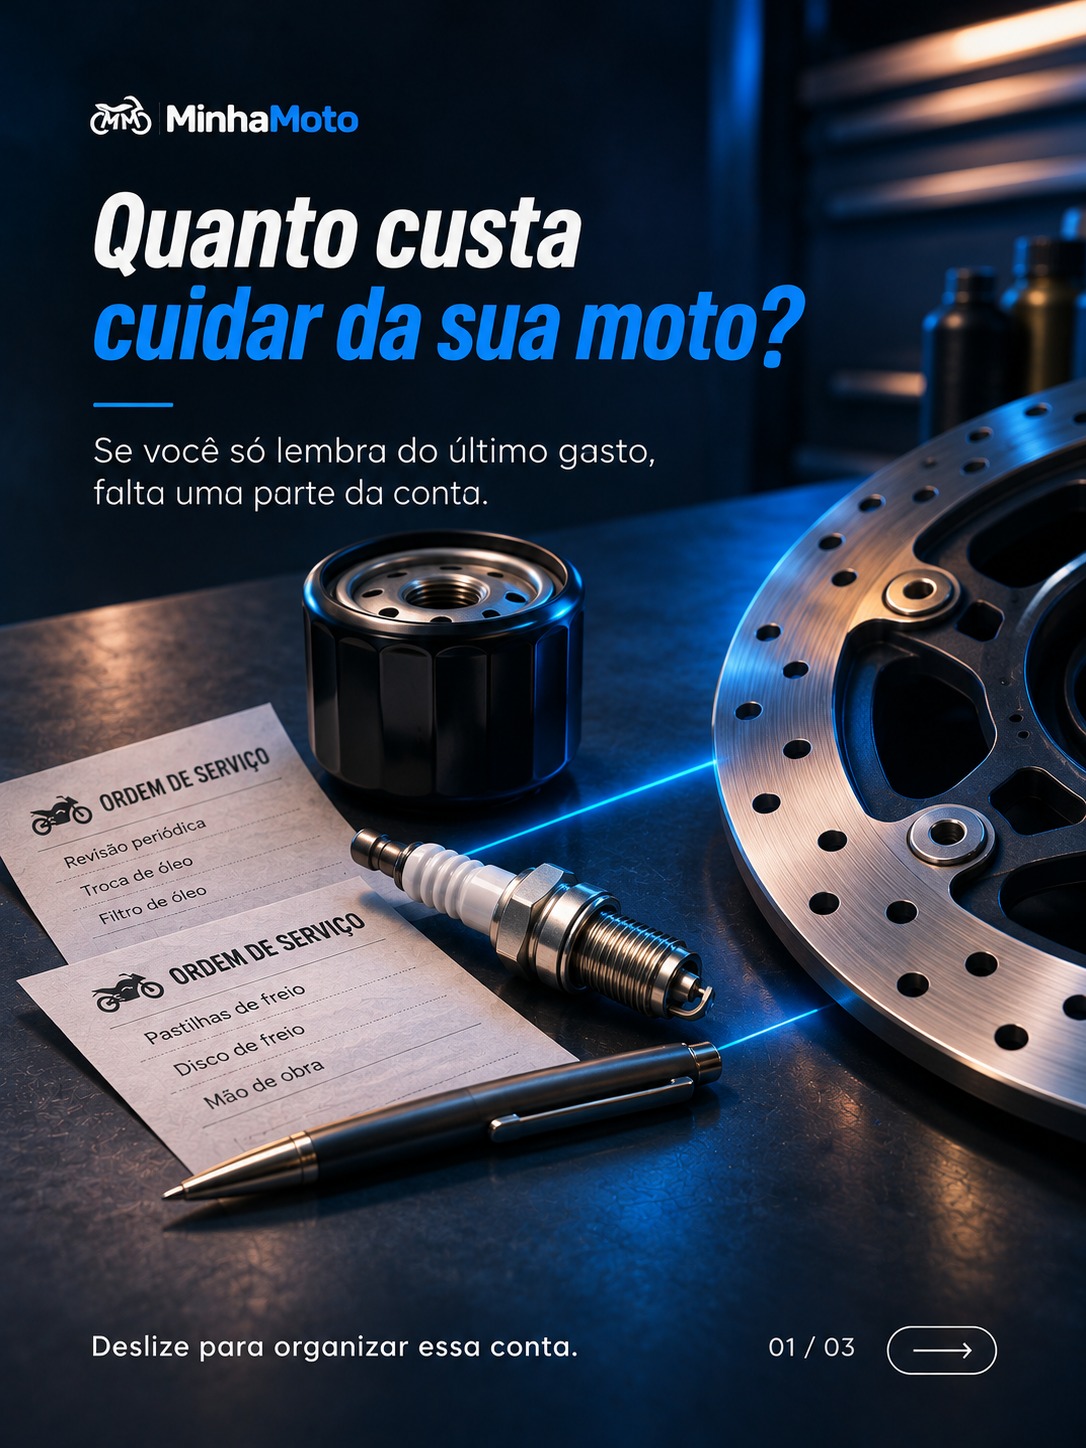 MinhaMoto
Quanto custa
cuidar da sua moto?
Se você só lembra do último gasto,
falta uma parte da conta.
ORDEM DE SERVIÇO
Revisão periódica
Troca de óleo
Filtro de óleo
ORDEM DE SERVIÇO
Pastilhas de freio
Disco de freio
Mão de obra
Deslize para organizar essa conta.
01 / 03